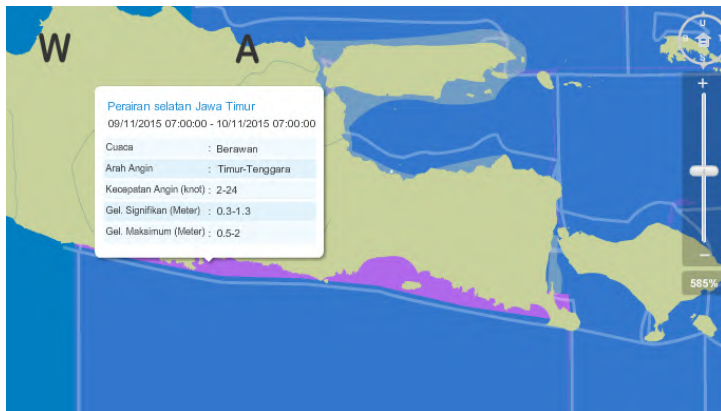 W A
U
B T
S
Perairan selatan Jawa Timur
09/11/2015 07:00:00 - 10/11/2015 07:00:00
Cuaca : Berawan
Arah Angin : Timur-Tenggara
Kecepatan Angin (knot) : 2-24
Gel. Signifikan (Meter) : 0.3-1.3
Gel. Maksimum (Meter) : 0.5-2
+
−
585%